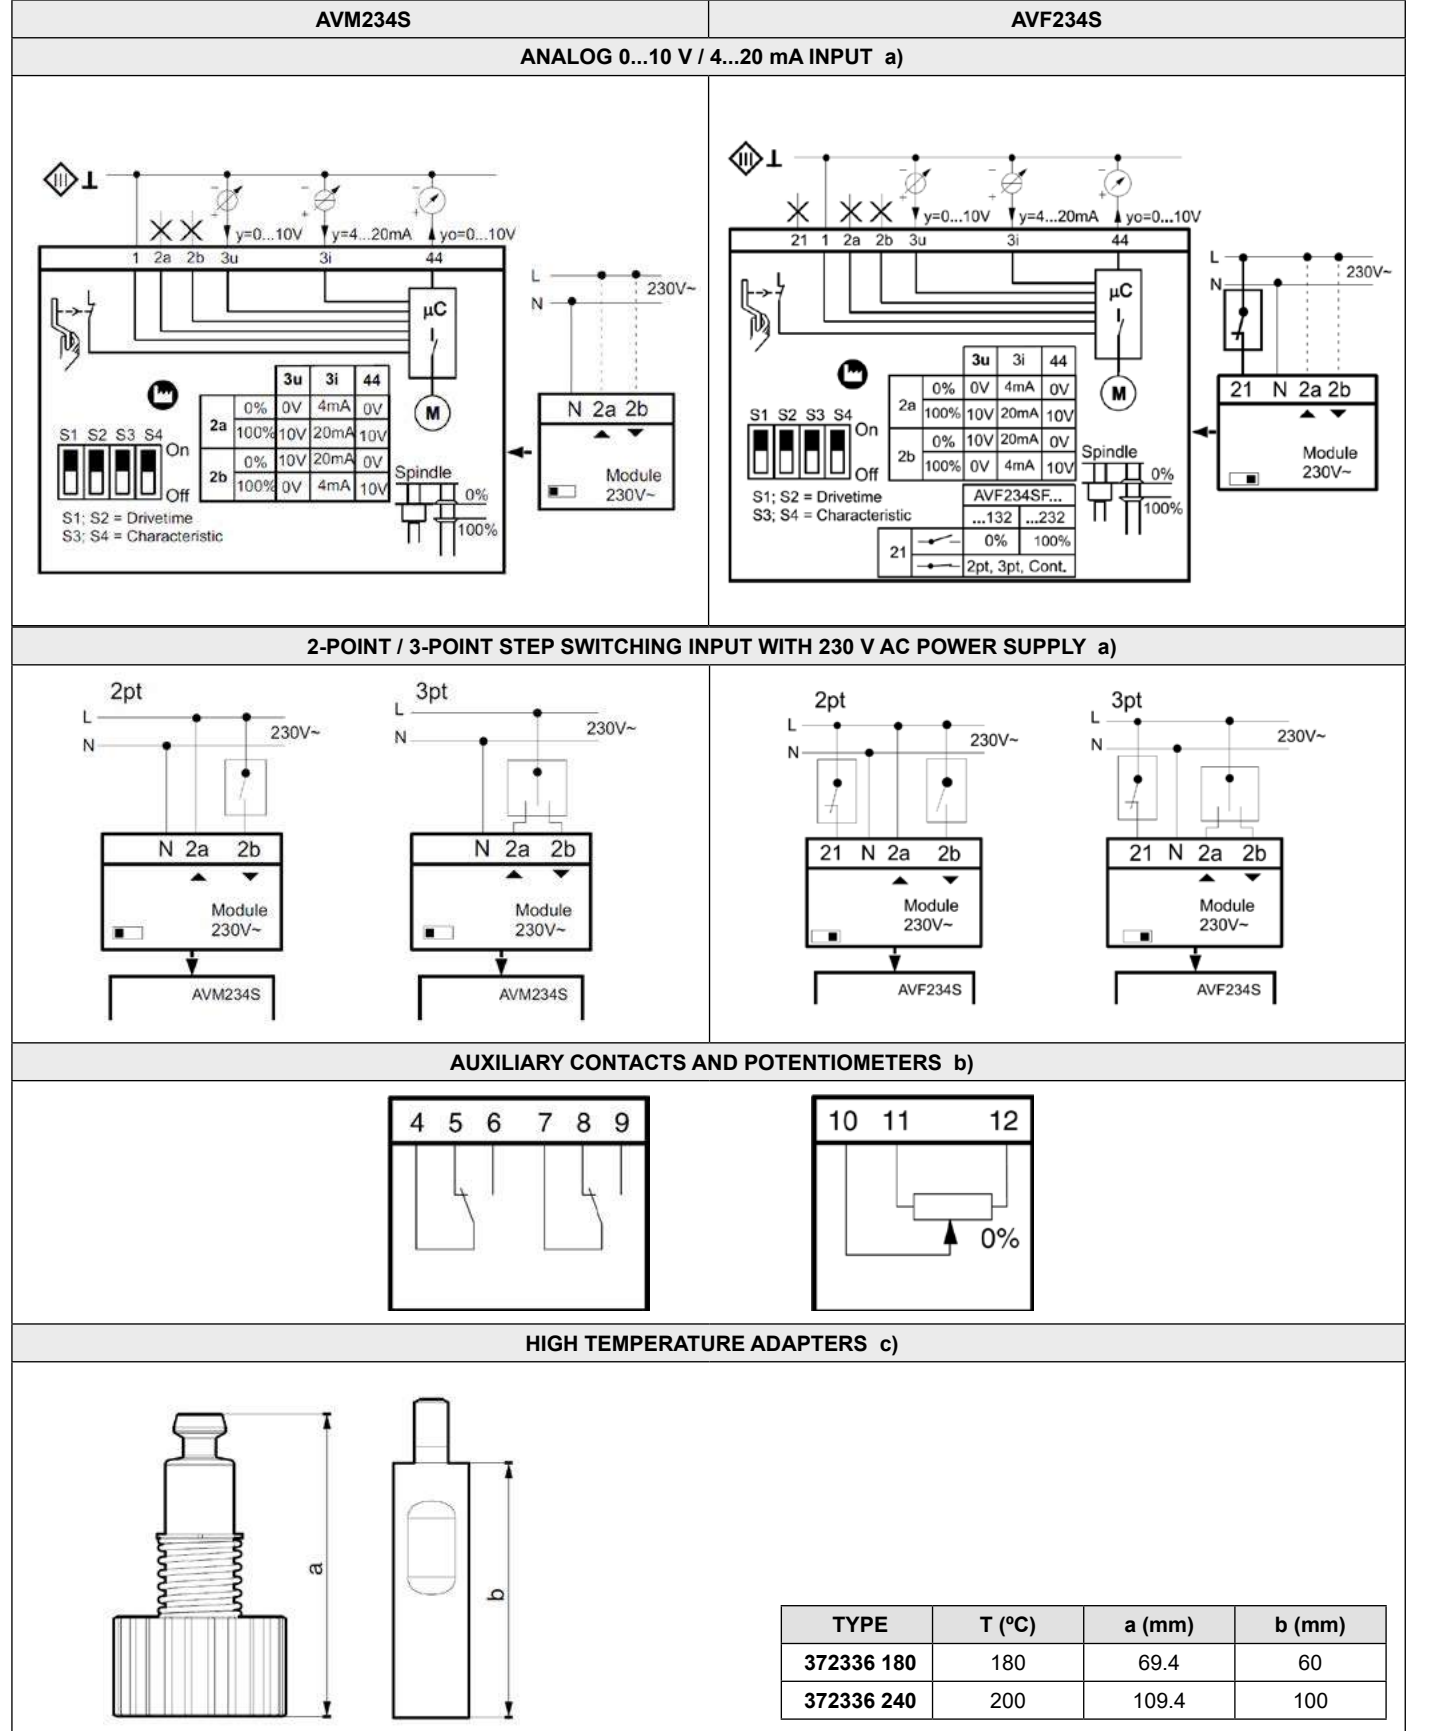 AVM234S
AVF234S
ANALOG 0...10 V / 4...20 mA INPUT a)
y=0...10V y=4...20mA yo=0...10V
1 2a 2b 3u 3i 44
µC
M
3u 3i 44
2a 0% 0V 4mA 0V
100% 10V 20mA 10V
2b 0% 10V 20mA 0V
100% 0V 4mA 10V
S1 S2 S3 S4
On
Off
S1; S2 = Drivetime
S3; S4 = Characteristic
Spindle
0%
100%
L
N
230V~
N 2a 2b
Module
230V~
y=0...10V y=4...20mA yo=0...10V
21 1 2a 2b 3u 3i 44
µC
M
3u 3i 44
2a 0% 0V 4mA 0V
100% 10V 20mA 10V
2b 0% 10V 20mA 0V
100% 0V 4mA 10V
AVF234SF...
...132 ...232
21 0% 100%
2pt, 3pt, Cont.
S1 S2 S3 S4
On
Off
S1; S2 = Drivetime
S3; S4 = Characteristic
Spindle
0%
100%
L
N
230V~
21 N 2a 2b
Module
230V~
2-POINT / 3-POINT STEP SWITCHING INPUT WITH 230 V AC POWER SUPPLY a)
2pt
L
N
230V~
N 2a 2b
Module
230V~
AVM234S
3pt
L
N
230V~
N 2a 2b
Module
230V~
AVM234S
2pt
L
N
230V~
21 N 2a 2b
Module
230V~
AVF234S
3pt
L
N
230V~
21 N 2a 2b
Module
230V~
AVF234S
AUXILIARY CONTACTS AND POTENTIOMETERS b)
4 5 6 7 8 9
10 11 12
0%
HIGH TEMPERATURE ADAPTERS c)
a
b
TYPE T (ºC) a (mm) b (mm)
372336 180 180 69.4 60
372336 240 200 109.4 100